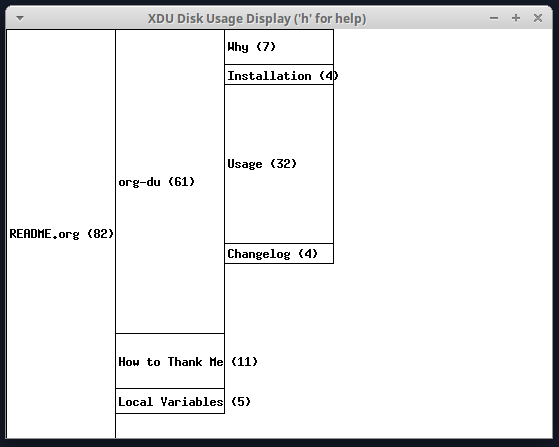 XDU Disk Usage Display ('h' for help)
README.org (82)
org-du (61)
Why (7)
Installation (4)
Usage (32)
Changelog (4)
How to Thank Me (11)
Local Variables (5)